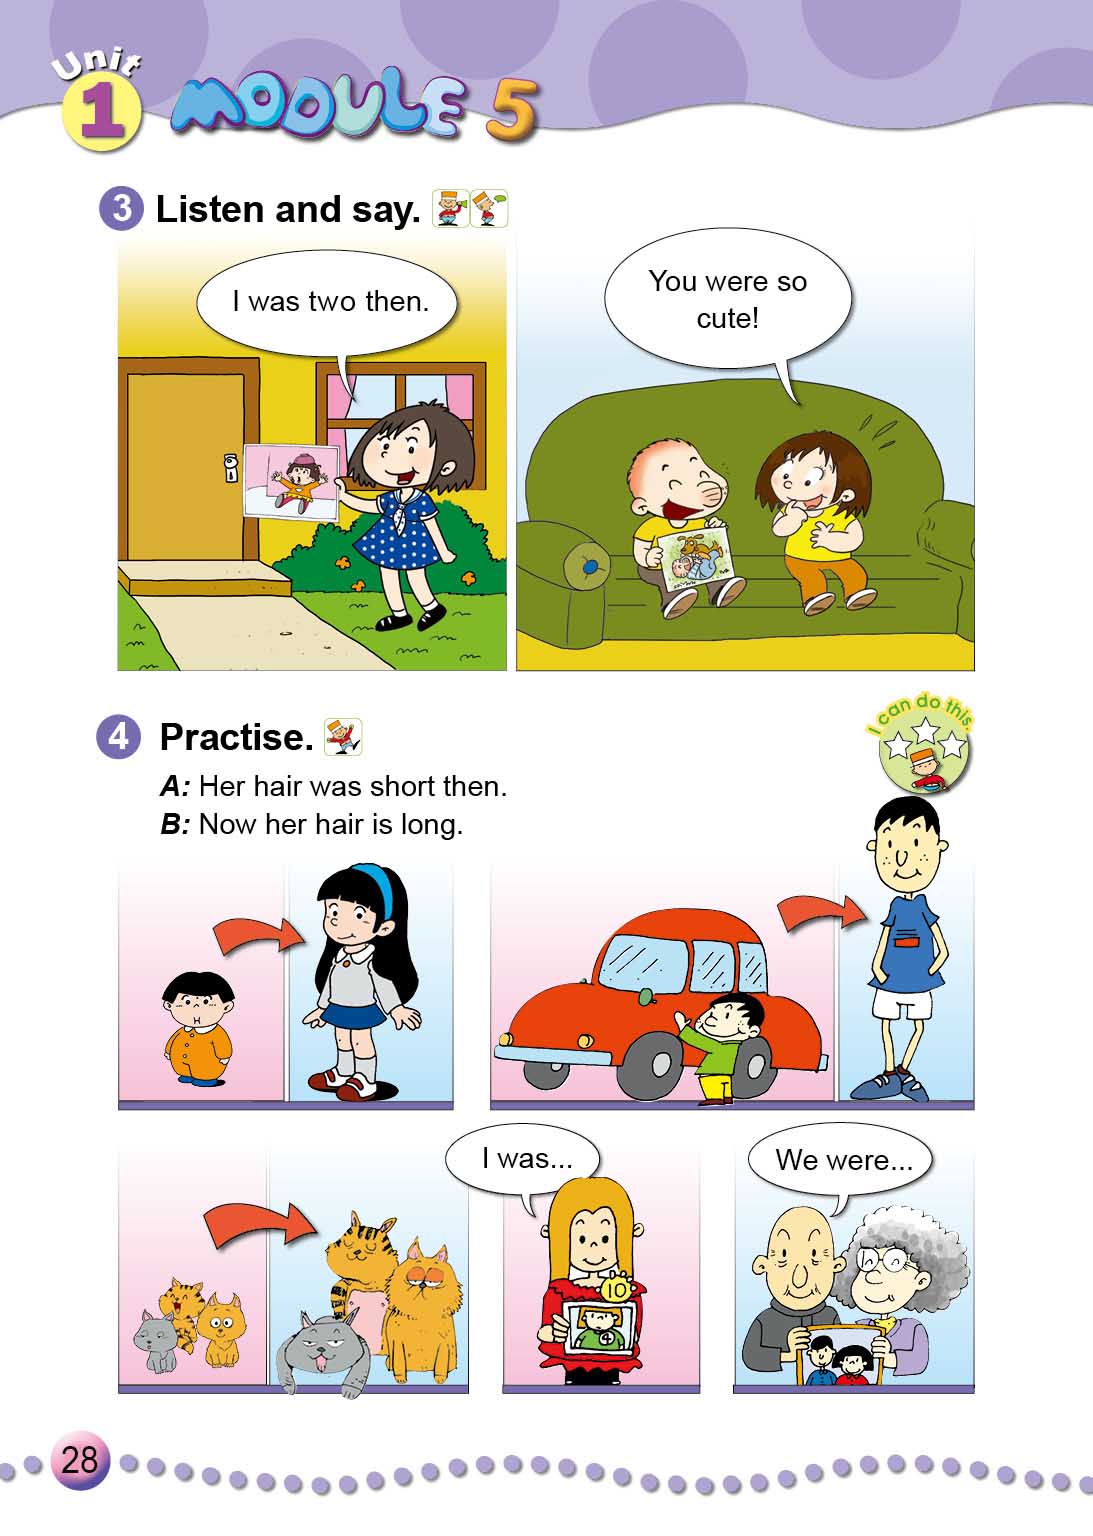 Unit
1 MODULE 5
3 Listen and say.
I was two then.
You were so
cute!
4 Practise.
I can do this.
A: Her hair was short then.
B: Now her hair is long.
I was...
We were...
10
4
28